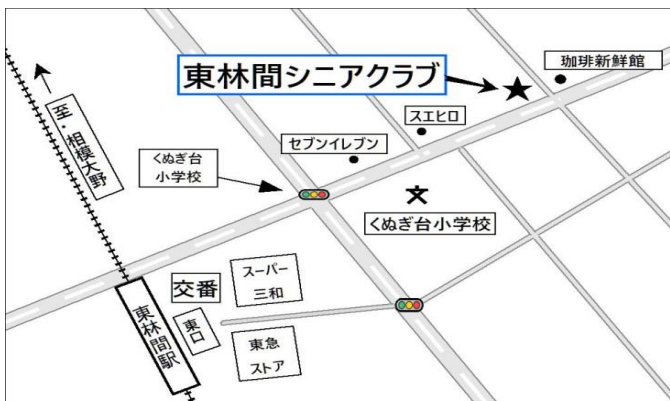 東林間シニアクラブ
珈琲新鮮館
スエヒロ
セブンイレブン
至・相模大野
くぬぎ台
小学校
くぬぎ台小学校
交番
スーパー
三和
東口
東林間駅
東急
ストア